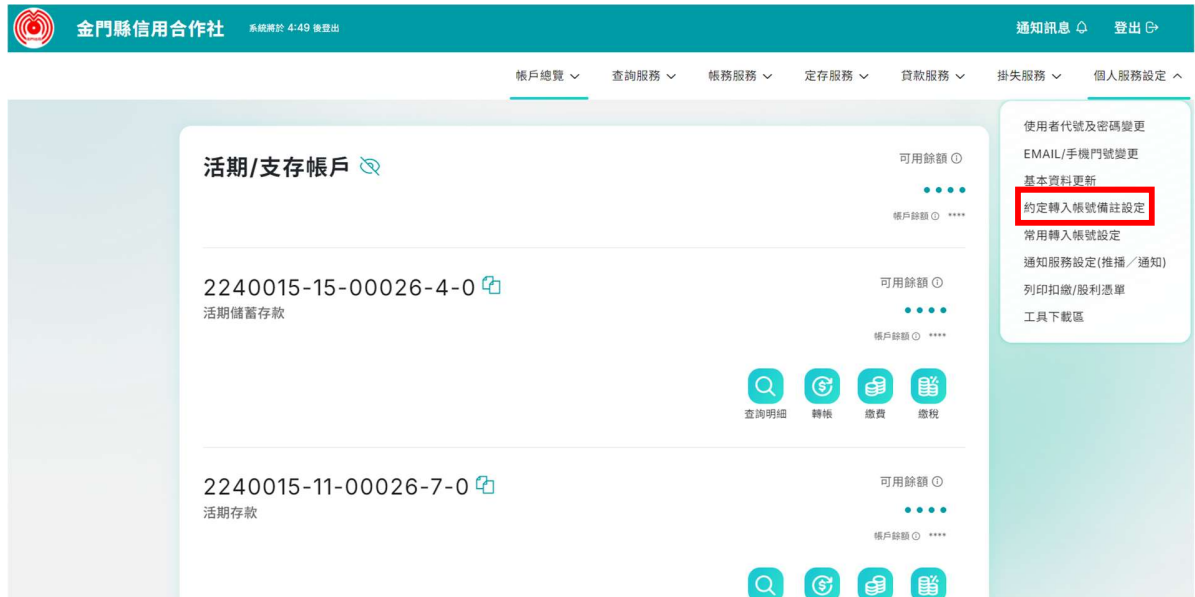 金門縣信用合作社 系統將於 4:49 後登出 通知訊息 登出
帳戶總覽 查詢服務 帳務服務 定存服務 貸款服務 掛失服務 個人服務設定
使用者代號及密碼變更
EMAIL/手機門號變更
基本資料更新
約定轉入帳號備註設定
常用轉入帳號設定
通知服務設定(推播／通知)
列印扣繳/股利憑單
工具下載區
活期/支存帳戶
可用餘額
帳戶餘額 ****
2240015-15-00026-4-0
活期儲蓄存款
可用餘額
帳戶餘額 ****
查詢明細 轉帳 繳費 繳稅
2240015-11-00026-7-0
活期存款
可用餘額
帳戶餘額 ****